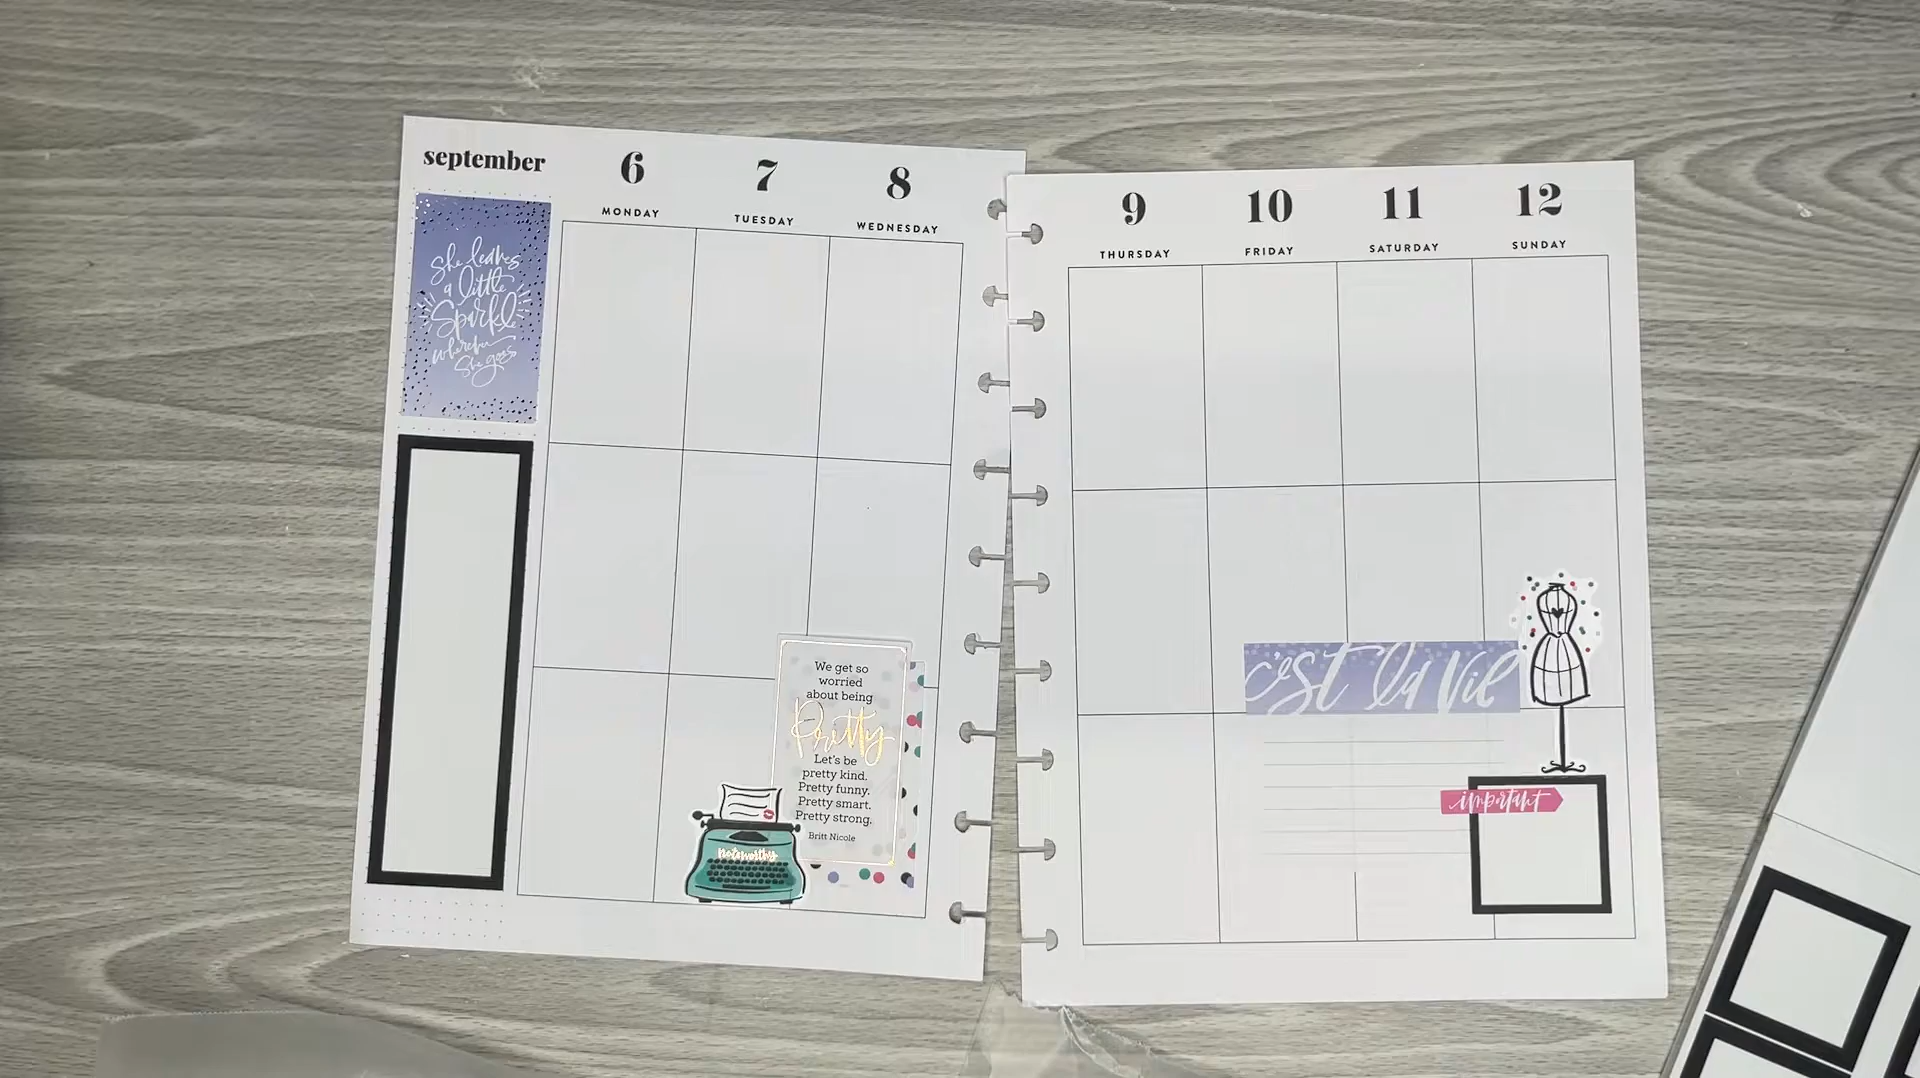 september
6
MONDAY
7
TUESDAY
8
WEDNESDAY
She leaves
a little
Sparkle
wherever
She goes
We get so
worried
about being
Pretty
Let's be
pretty kind.
Pretty funny.
Pretty smart.
Pretty strong.
Britt Nicole
noteworthy
9
THURSDAY
10
FRIDAY
11
SATURDAY
12
SUNDAY
c'est la vie
important